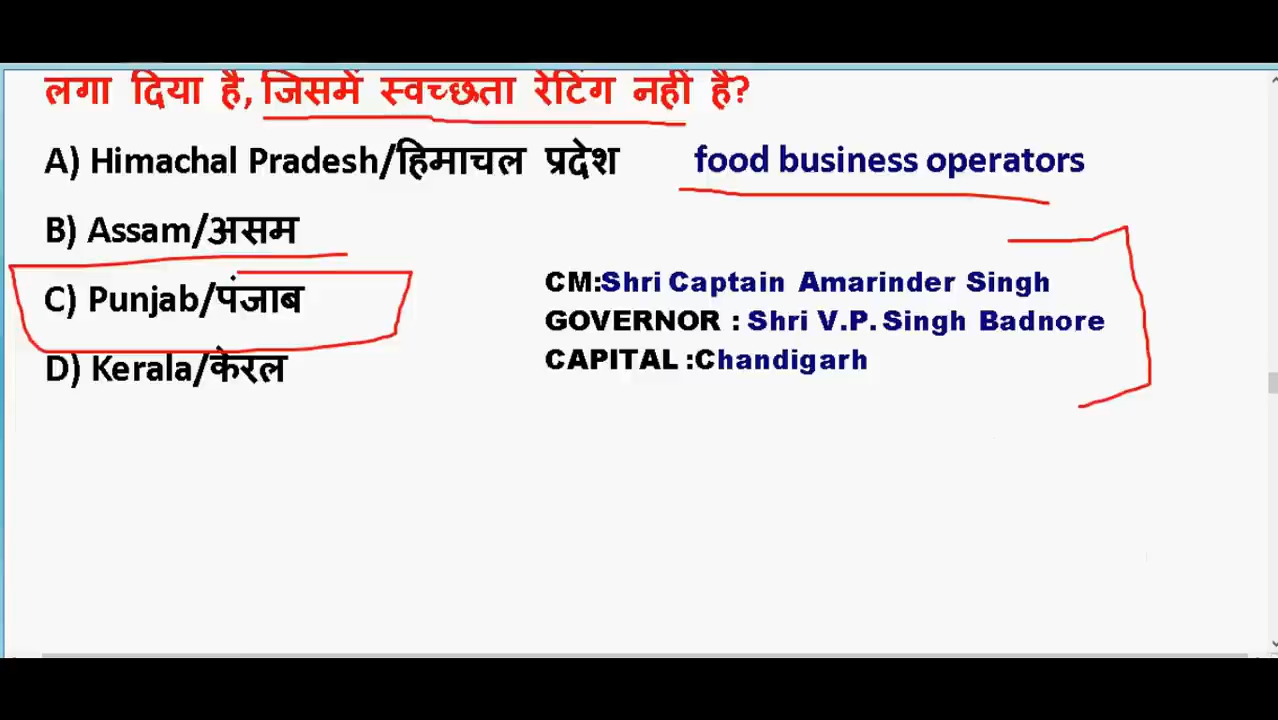 लगा दिया है, जिसमें स्वच्छता रेटिंग नहीं है?
A) Himachal Pradesh/हिमाचल प्रदेश food business operators
B) Assam/असम
C) Punjab/पंजाब
CM:Shri Captain Amarinder Singh
GOVERNOR : Shri V.P. Singh Badnore
CAPITAL :Chandigarh
D) Kerala/केरल